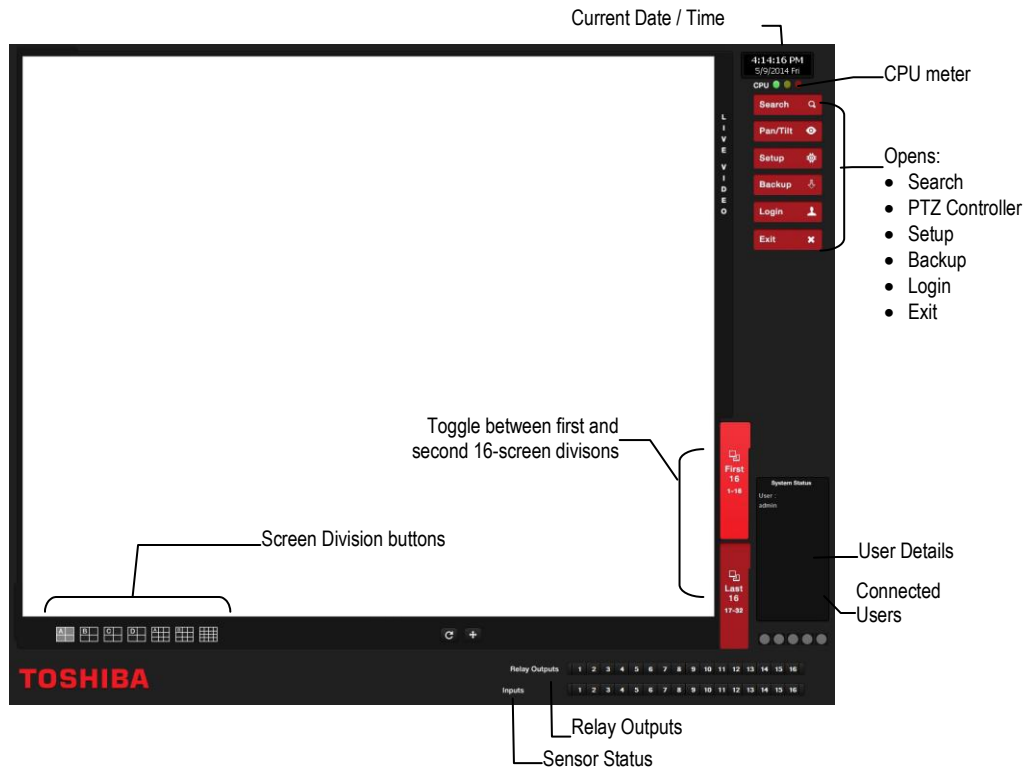 Current Date / Time
4:14:16 PM
5/9/2014 Fri
CPU
CPU meter
Search
Pan/Tilt
Setup
Backup
Login
Exit
LIVE VIDEO
Opens:
• Search
• PTZ Controller
• Setup
• Backup
• Login
• Exit
Toggle between first and
second 16-screen divisons
First
16
1-16
System Status
User :
admin
Screen Division buttons
User Details
Last
16
17-32
Connected
Users
A B C D A
TOSHIBA
Relay Outputs 1 2 3 4 5 6 7 8 9 10 11 12 13 14 15 16
Inputs 1 2 3 4 5 6 7 8 9 10 11 12 13 14 15 16
Relay Outputs
Sensor Status